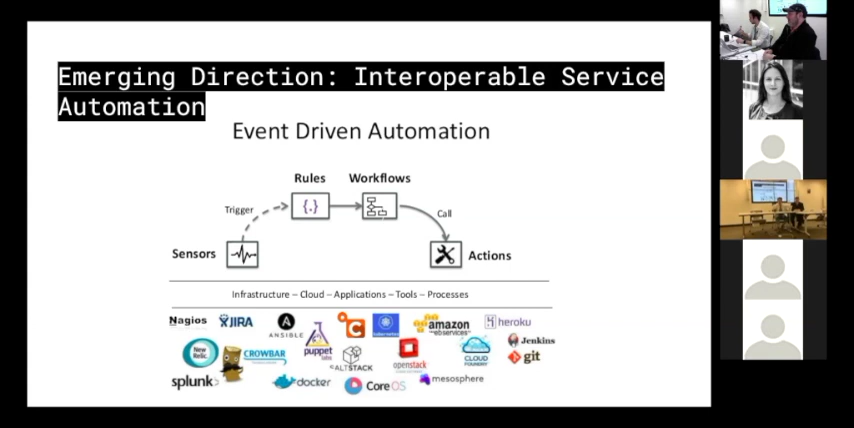 Emerging Direction: Interoperable Service
Automation
Event Driven Automation
Rules
Workflows
Trigger
{.}
Call
Sensors
Actions
Infrastructure – Cloud – Applications – Tools – Processes
Nagios
JIRA
ANSIBLE
amazon
webservices
heroku
New
Relic.
CROWBAR
puppet
labs
SALTSTACK
openstack
CLOUD
FOUNDRY
Jenkins
git
splunk>
docker
CoreOS
mesosphere